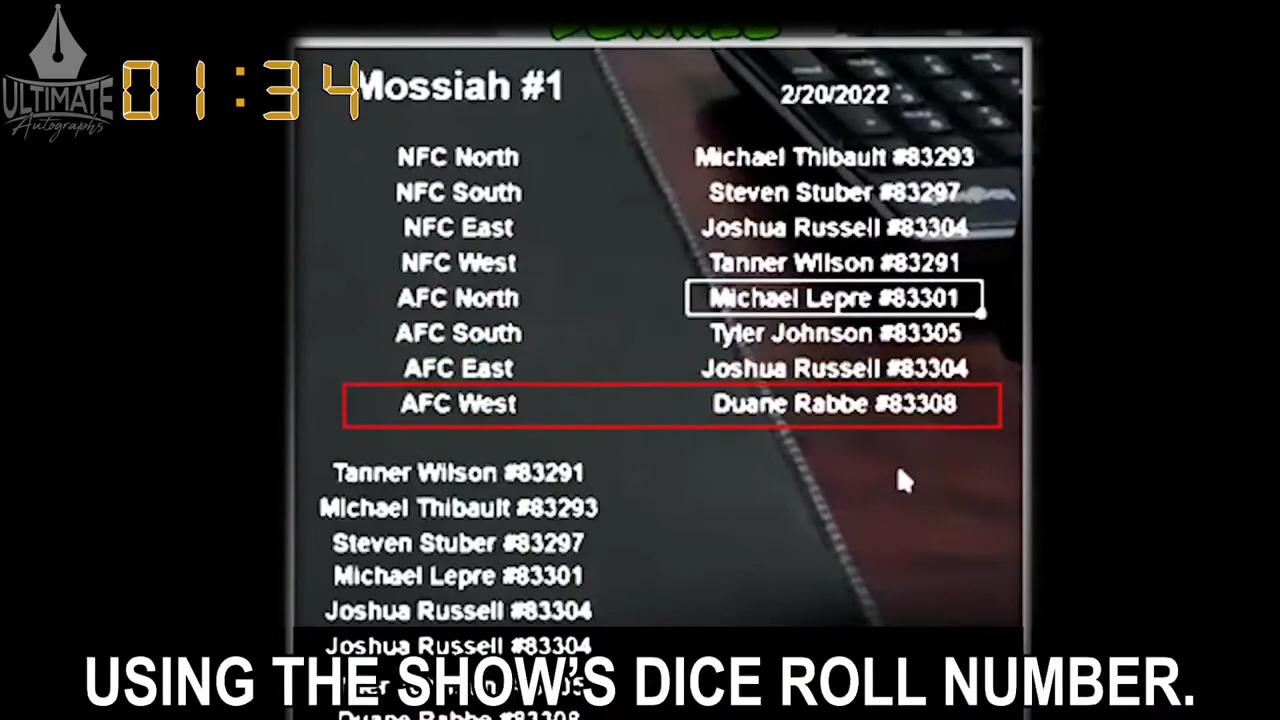 ULTIMATE
Autographs
01:34
Mossiah #1
2/20/2022
NFC North Michael Thibault #83293
NFC South Steven Stuber #83297
NFC East Joshua Russell #83304
NFC West Tanner Wilson #83291
AFC North Michael Lepre #83301
AFC South Tyler Johnson #83305
AFC East Joshua Russell #83304
AFC West Duane Rabbe #83308
Tanner Wilson #83291
Michael Thibault #83293
Steven Stuber #83297
Michael Lepre #83301
Joshua Russell #83304
Joshua Russell #83304
USING THE SHOW'S DICE ROLL NUMBER.
Duane Rabbe #83308